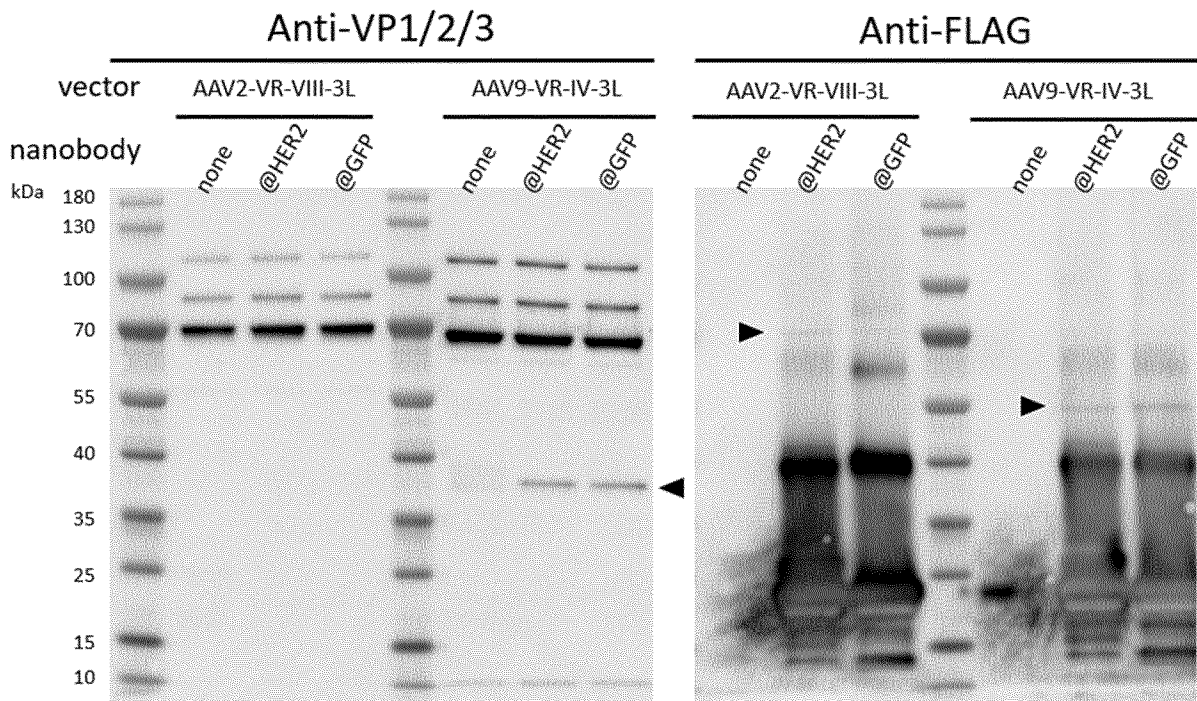 Anti-VP1/2/3 Anti-FLAG
vector AAV2-VR-VIII-3L AAV9-VR-IV-3L AAV2-VR-VIII-3L AAV9-VR-IV-3L
nanobody none @HER2 @GFP none @HER2 @GFP none @HER2 @GFP none @HER2 @GFP
kDa
180
130
100
70
55
40
35
25
15
10